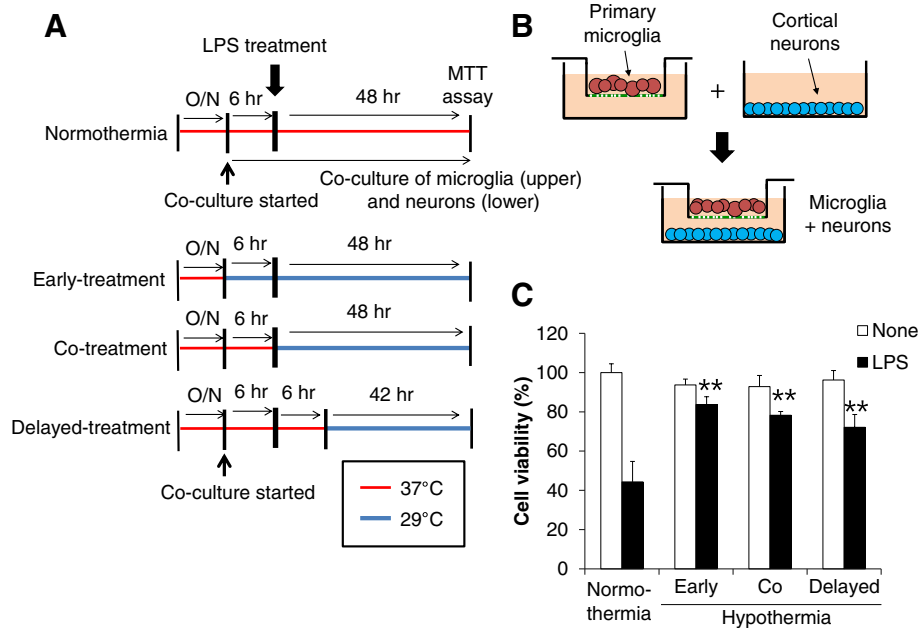 A
LPS treatment
MTT
assay
O/N
6 hr
48 hr
Normothermia
Co-culture started
Co-culture of microglia (upper)
and neurons (lower)
O/N
6 hr
48 hr
Early-treatment
O/N
6 hr
48 hr
Co-treatment
O/N
6 hr
6 hr
42 hr
Delayed-treatment
Co-culture started
37°C
29°C
B
Primary
microglia
Cortical
neurons
+
Microglia
+ neurons
C
None
LPS
Cell viability (%)
120
100
80
60
40
20
0
**
**
**
Normo-
thermia
Early
Co
Delayed
Hypothermia